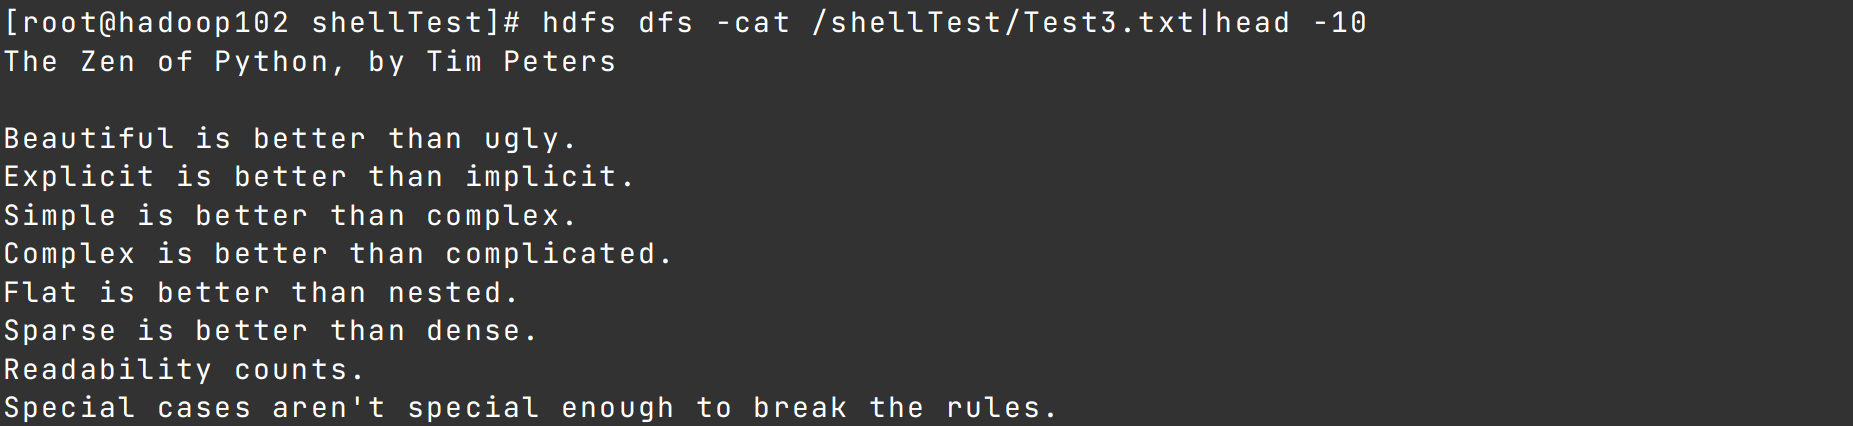 [root@hadoop102 shellTest]# hdfs dfs -cat /shellTest/Test3.txt|head -10
The Zen of Python, by Tim Peters

Beautiful is better than ugly.
Explicit is better than implicit.
Simple is better than complex.
Complex is better than complicated.
Flat is better than nested.
Sparse is better than dense.
Readability counts.
Special cases aren't special enough to break the rules.